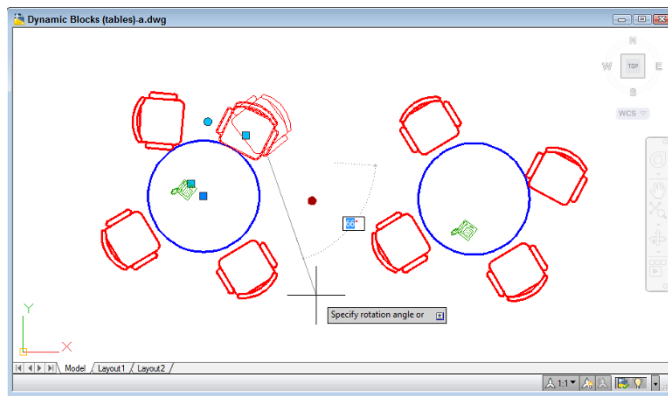 Dynamic Blocks (tables)-a.dwg
N
W TOP E
B
WCS
Specify rotation angle or
Y
X
Model Layout1 Layout2
1:1